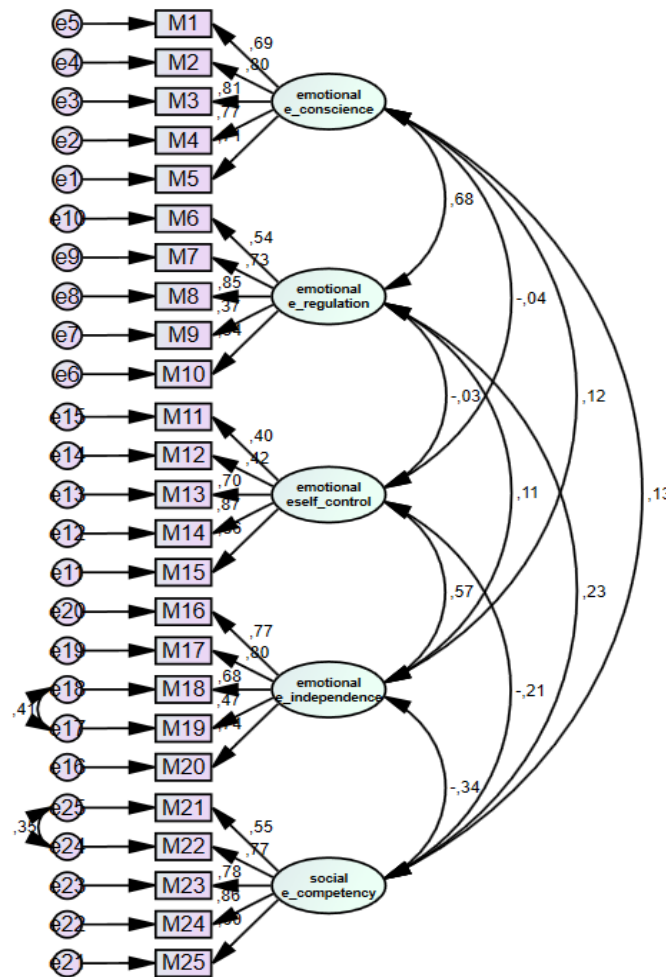 e5 M1
,69
e4 M2 ,80
emotional
e_conscience
e3 M3 ,81
,77
e2 M4 ,71
e1 M5
,68
e10 M6
,54
e9 M7 ,73
emotional
e_regulation
e8 M8 ,85
-,04
,37
e7 M9
e6 M10
-,03
,12
e15 M11
,40
e14 M12 ,42
emotional
eself_control
e13 M13 ,70
,11
,13
,87
e12 M14
e11 M15
,57
,23
e20 M16
,77
e19 M17 ,80
emotional
e_independence
e18 M18 ,68
-,21
,41
,47
e17 M19 ,74
e16 M20
-,34
e25 M21
,35
,55
e24 M22 ,77
social
e_competency
e23 M23 ,78
,86
e22 M24
e21 M25